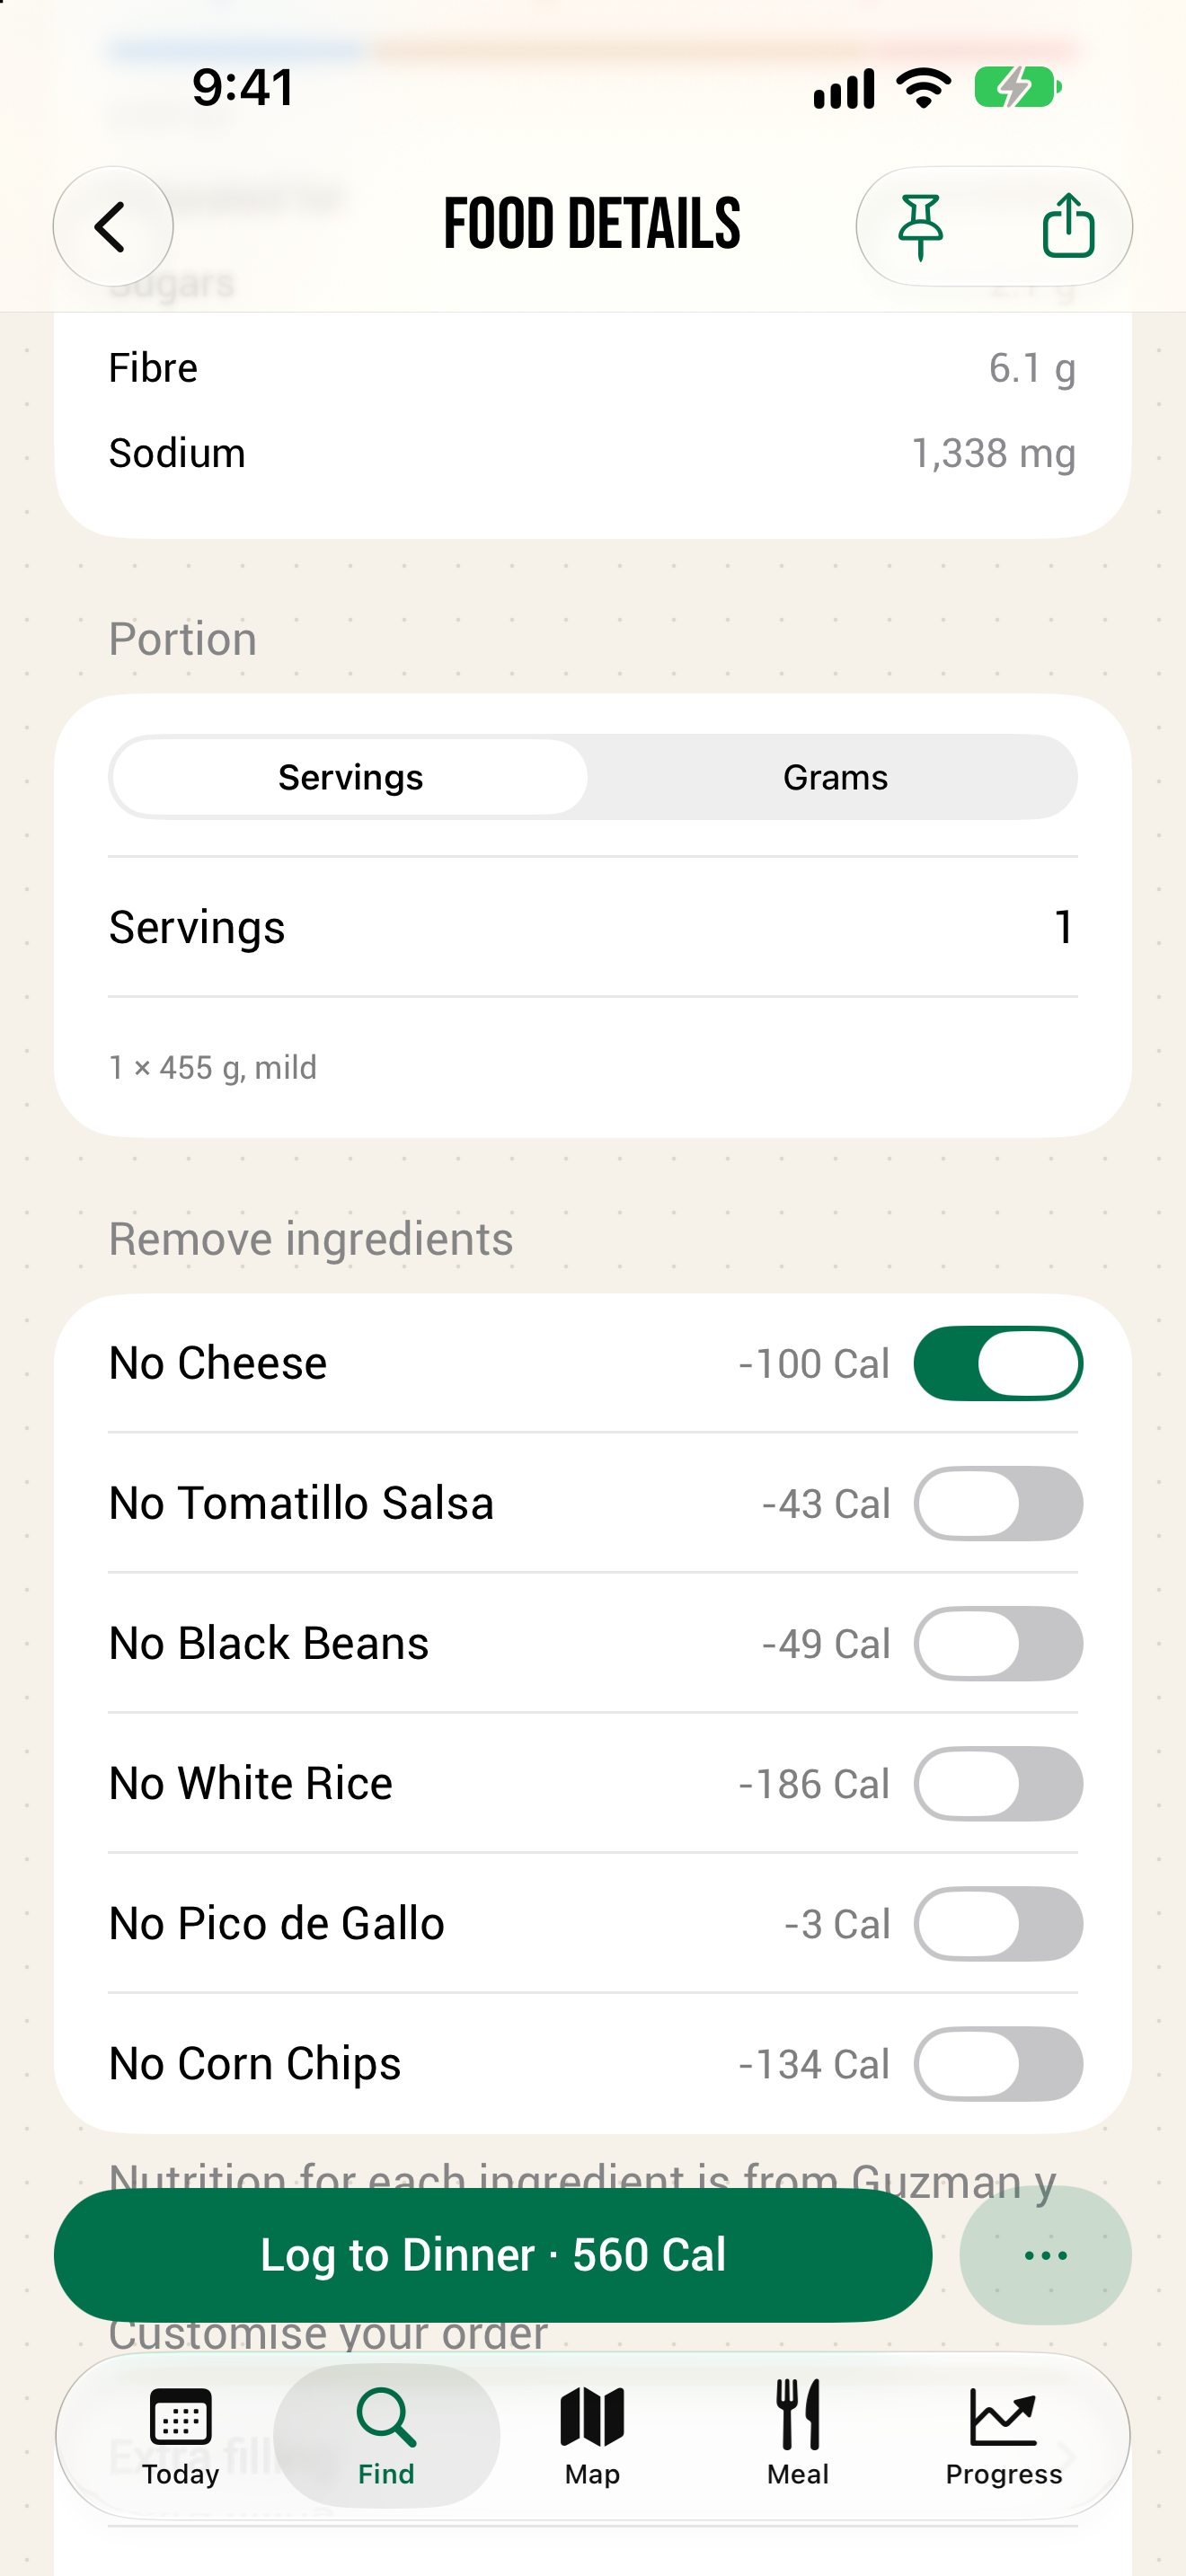 9:41
FOOD DETAILS
Sugars
Fibre 6.1 g
Sodium 1,338 mg
Portion
Servings Grams
Servings 1
1 × 455 g, mild
Remove ingredients
No Cheese -100 Cal
No Tomatillo Salsa -43 Cal
No Black Beans -49 Cal
No White Rice -186 Cal
No Pico de Gallo -3 Cal
No Corn Chips -134 Cal
Nutrition for each ingredient is from Guzman y
Log to Dinner · 560 Cal
Customise your order
Today Find Map Meal Progress